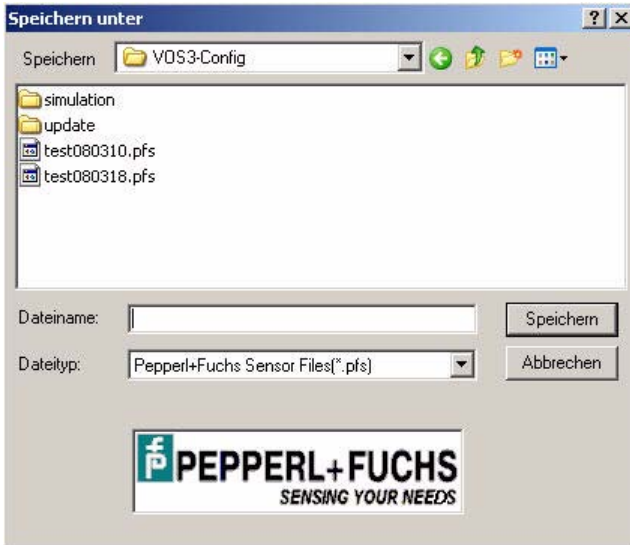 Speichern unter
Speichern VOS3-Config
simulation
update
test080310.pfs
test080318.pfs
Dateiname: Speichern
Dateityp: Pepperl+Fuchs Sensor Files(*.pfs) Abbrechen
PEPPERL+FUCHS
SENSING YOUR NEEDS